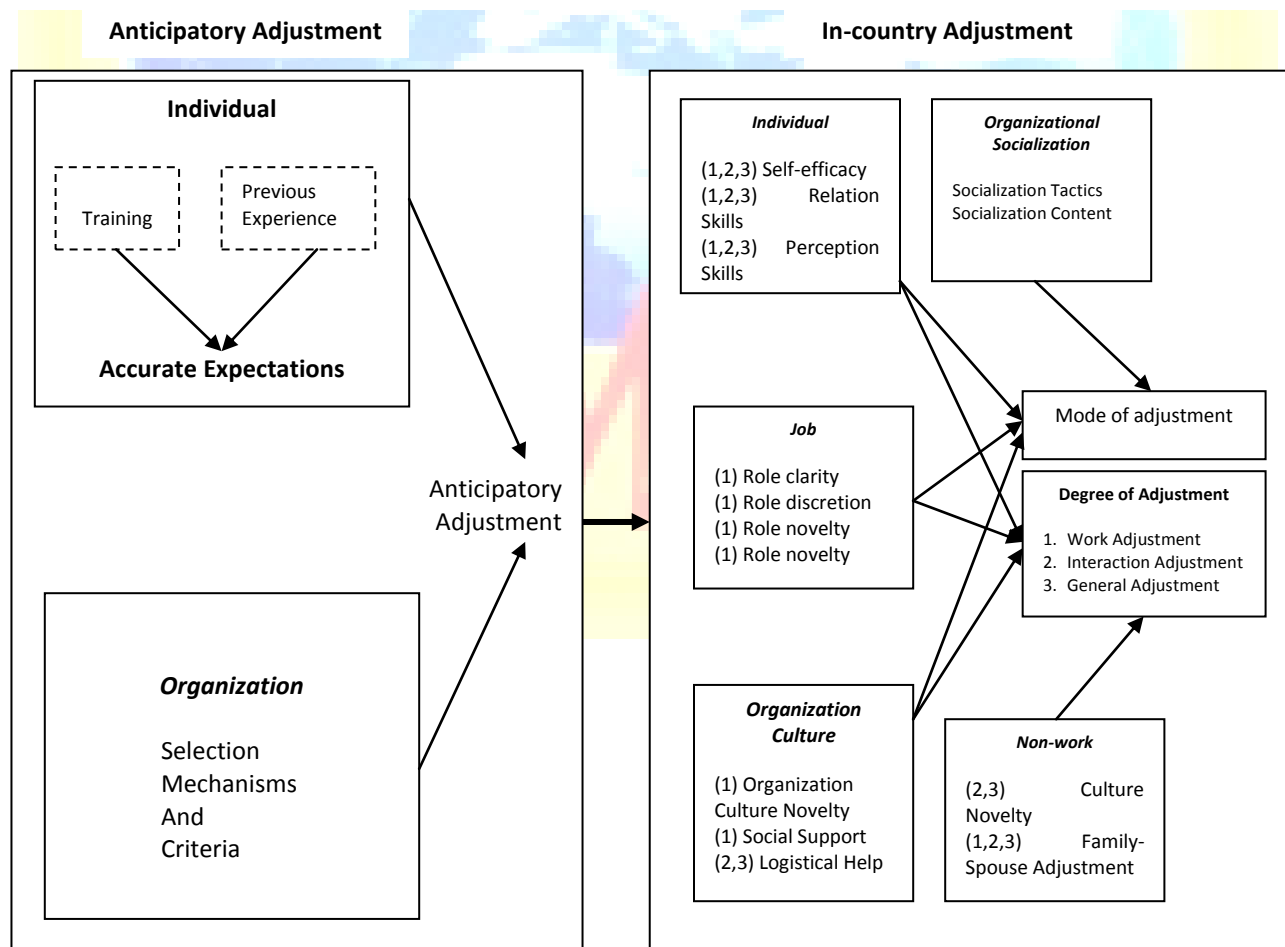 Anticipatory Adjustment
Individual
Training
Previous
Experience
Accurate Expectations
Anticipatory
Adjustment
Organization
Selection
Mechanisms
And
Criteria
In-country Adjustment
Individual
(1,2,3) Self-efficacy
(1,2,3) Relation
Skills
(1,2,3) Perception
Skills
Organizational
Socialization
Socialization Tactics
Socialization Content
Job
(1) Role clarity
(1) Role discretion
(1) Role novelty
(1) Role novelty
Mode of adjustment
Degree of Adjustment
1. Work Adjustment
2. Interaction Adjustment
3. General Adjustment
Organization
Culture
(1) Organization
Culture Novelty
(1) Social Support
(2,3) Logistical Help
Non-work
(2,3) Culture
Novelty
(1,2,3) Family-
Spouse Adjustment